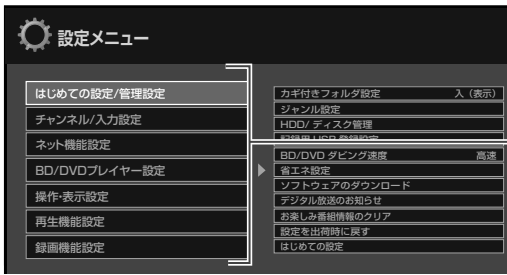 設定メニュー
はじめての設定/管理設定
チャンネル/入力設定
ネット機能設定
BD/DVDプレイヤー設定
操作・表示設定
再生機能設定
録画機能設定
カギ付きフォルダ設定 入（表示）
ジャンル設定
HDD/ ディスク管理
記録用 USB 登録設定
BD/DVD ダビング速度 高速
省エネ設定
ソフトウェアのダウンロード
デジタル放送のお知らせ
お楽しみ番組情報のクリア
設定を出荷時に戻す
はじめての設定